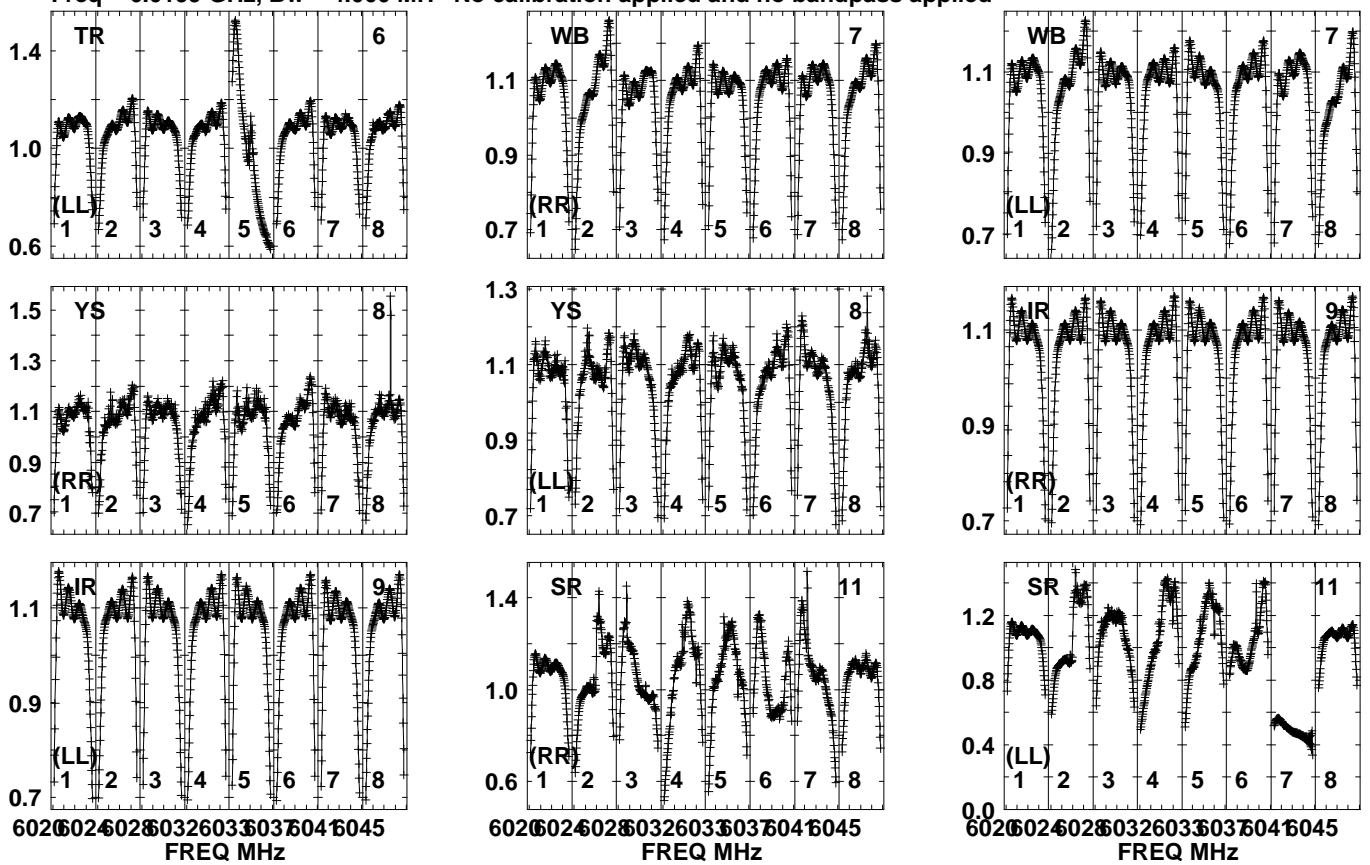 Freq GHz, No calibration applied and no bandpass applied
TR 6
1.4
1.0
0.6
(LL)
1 2 3 4 5 6 7 8
WB 7
1.1
0.9
0.7
(RR)
1 2 3 4 5 6 7 8
WB 7
1.1
0.9
0.7
(LL)
1 2 3 4 5 6 7 8
YS 8
1.5
1.3
1.1
0.9
0.7
(RR)
1 2 3 4 5 6 7 8
YS 8
1.3
1.1
0.9
0.7
(LL)
1 2 3 4 5 6 7 8
IR 9
1.1
0.9
0.7
(RR)
1 2 3 4 5 6 7 8
IR 9
1.1
0.9
0.7
(LL)
1 2 3 4 5 6 7 8
6020 6024 6028 6032 6033 6037 6041 6045
FREQ MHz
SR 11
1.4
1.0
0.6
(RR)
1 2 3 4 5 6 7 8
6020 6024 6028 6032 6033 6037 6041 6045
FREQ MHz
SR 11
1.2
0.8
0.4
0.0
(LL)
1 2 3 4 5 6 7 8
6020 6024 6028 6032 6033 6037 6041 6045
FREQ MHz